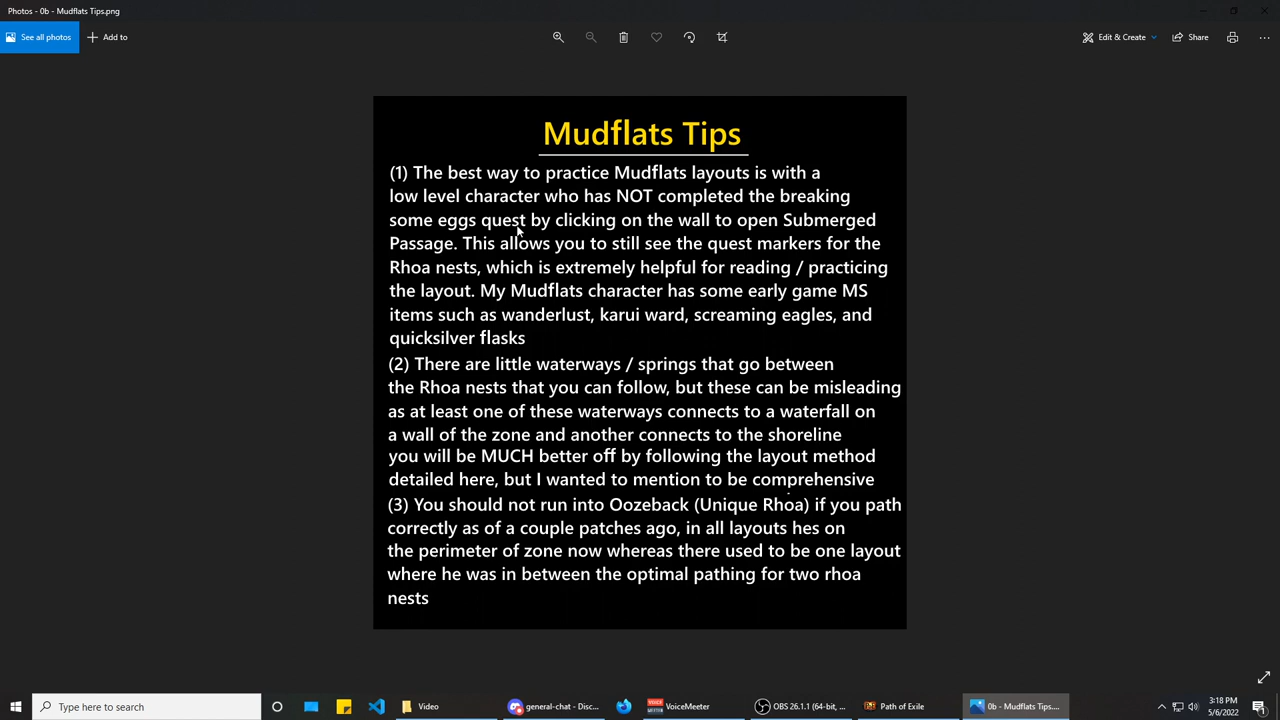 Photos - 0b - Mudflats Tips.png
See all photos
Add to
Edit & Create
Share
Mudflats Tips
(1) The best way to practice Mudflats layouts is with a
low level character who has NOT completed the breaking
some eggs quest by clicking on the wall to open Submerged
Passage. This allows you to still see the quest markers for the
Rhoa nests, which is extremely helpful for reading / practicing
the layout. My Mudflats character has some early game MS
items such as wanderlust, karui ward, screaming eagles, and
quicksilver flasks
(2) There are little waterways / springs that go between
the Rhoa nests that you can follow, but these can be misleading
as at least one of these waterways connects to a waterfall on
a wall of the zone and another connects to the shoreline
you will be MUCH better off by following the layout method
detailed here, but I wanted to mention to be comprehensive
(3) You should not run into Oozeback (Unique Rhoa) if you path
correctly as of a couple patches ago, in all layouts hes on
the perimeter of zone now whereas there used to be one layout
where he was in between the optimal pathing for two rhoa
nests
Type here to search
Video
general-chat - Disc...
VoiceMeeter
OBS 26.1.1 (64-bit, ...
Path of Exile
0b - Mudflats Tips....
3:18 PM
5/6/2022